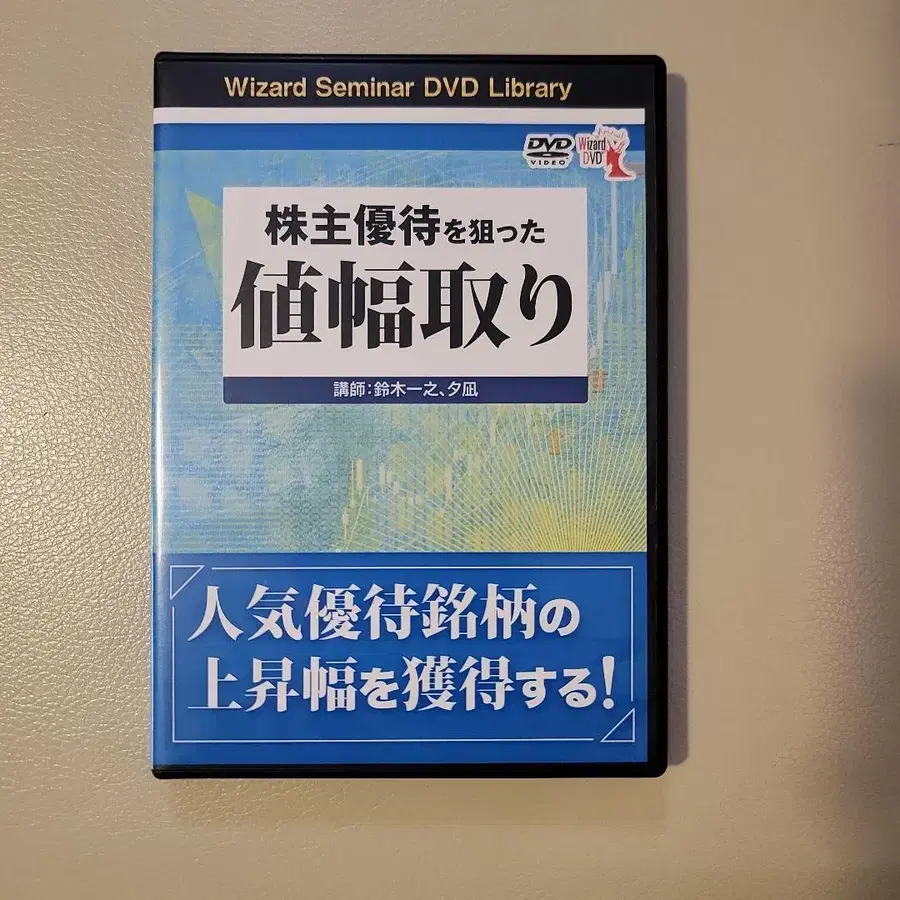 Wizard Seminar DVD Library
DVD
VIDEO
Wizard
DVD
株主優待を狙った
値幅取り
講師：鈴木一之、夕凪
人気優待銘柄の
上昇幅を獲得する！